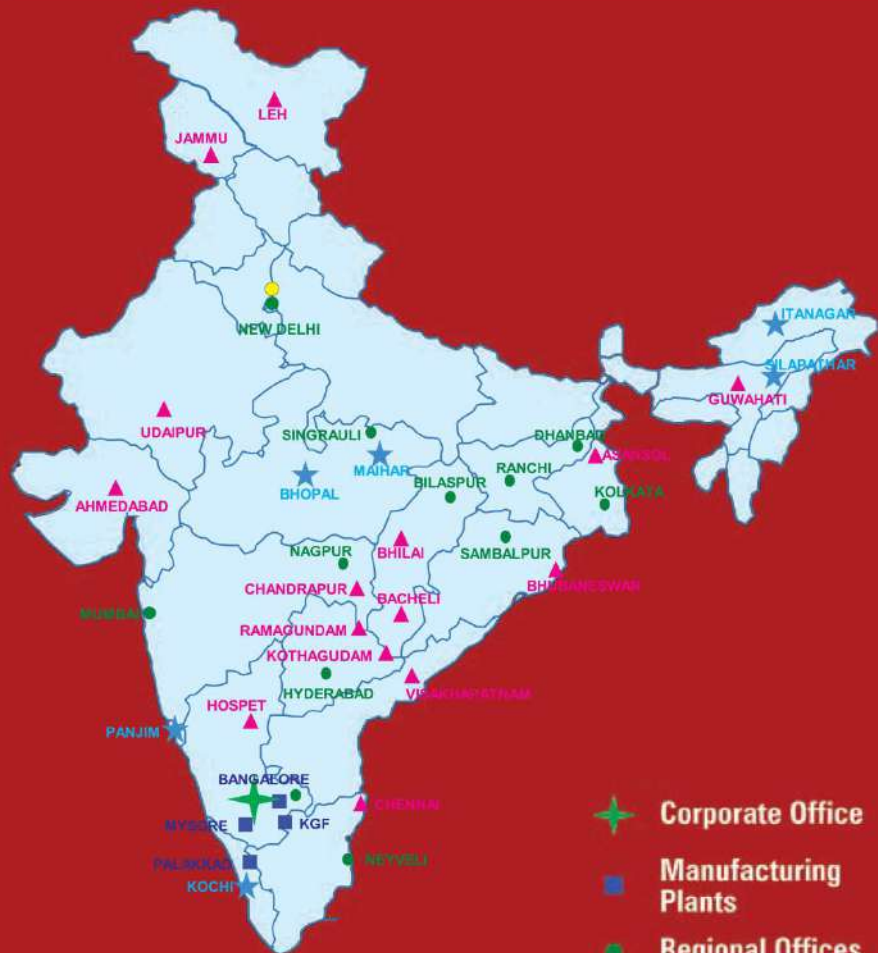 LEH
JAMMU
NEW DELHI
ITANAGAR
SILAPATHAR
GUWAHATI
UDAIPUR
SINGRAULI
DHANBAD
ASANSOL
MAIHAR
RANCHI
BHOPAL
BILASPUR
KOLKATA
AHMEDABAD
NAGPUR
BHILAI
SAMBALPUR
BHUBANESWAR
CHANDRAPUR
BACHELI
MUMBAI
RAMAGUNDAM
KOTHAGUDAM
HYDERABAD
VISAKHAPATNAM
HOSPET
PANJIM
BANGALORE
CHENNAI
MYSORE
KGF
PALAKKAD
NEYVELI
KOCHI
Corporate Office
Manufacturing
Plants
Regional Offices